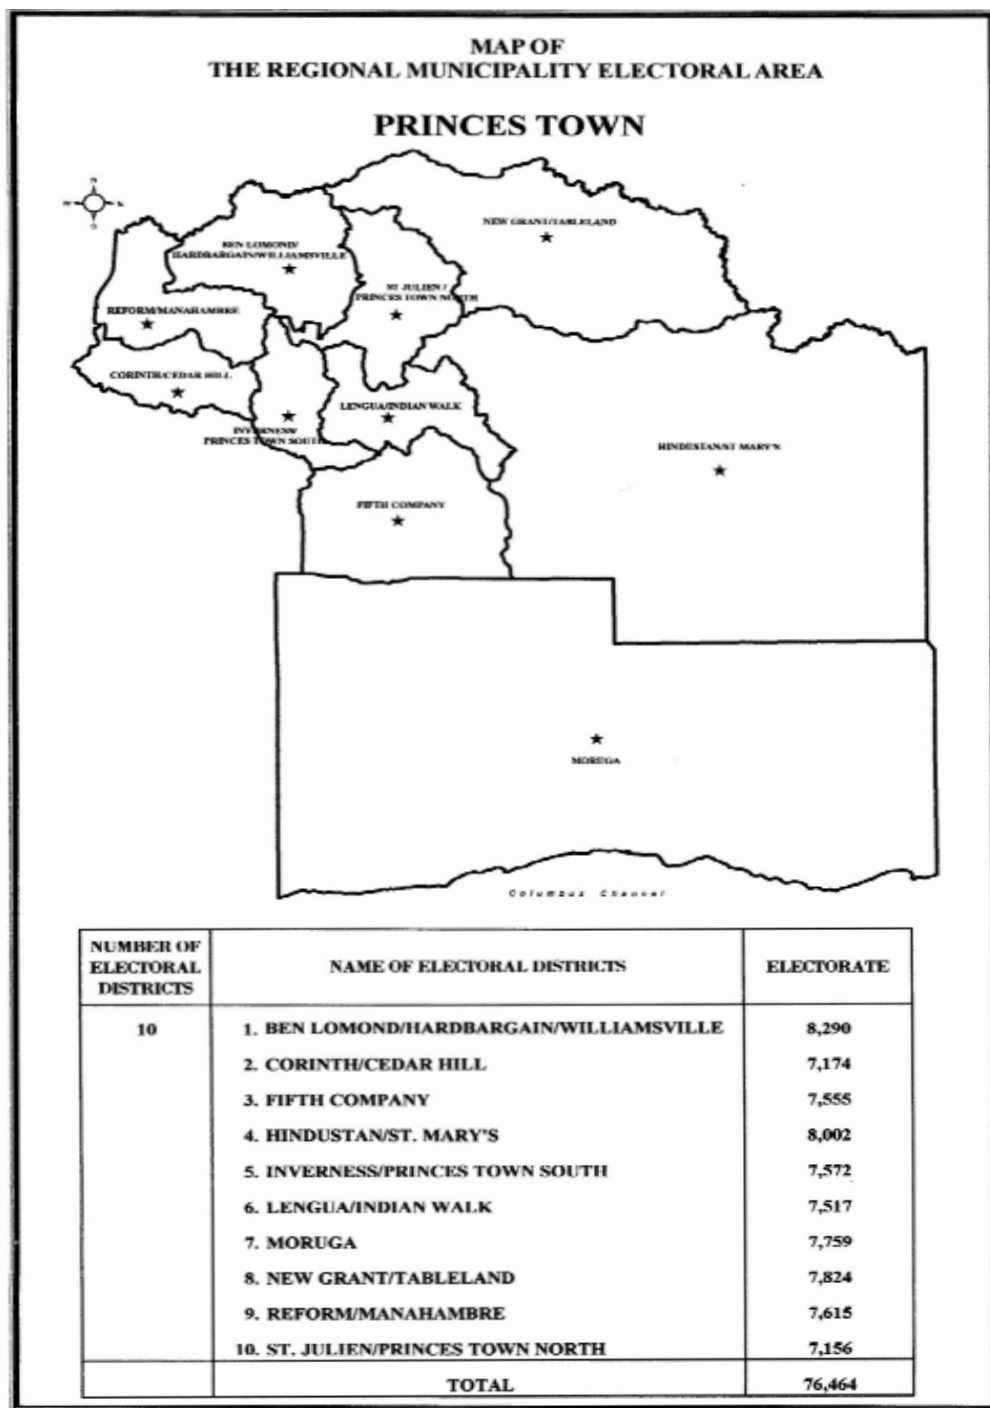 MAP OF
THE REGIONAL MUNICIPALITY ELECTORAL AREA
PRINCES TOWN
N
W E
S
NEW GRANT/TABLELAND
BEN LOMOND/
HARDBARGAIN/WILLIAMSVILLE
ST JULIEN /
PRINCES TOWN NORTH
REFORM/MANAHAMBRE
CORINTH/CEDAR HILL
LENGUA/INDIAN WALK
INVERNESS/
PRINCES TOWN SOUTH
HINDUSTAN/ST MARY'S
FIFTH COMPANY
MORUGA
Columbus Channel
NUMBER OF
ELECTORAL
DISTRICTS
NAME OF ELECTORAL DISTRICTS
ELECTORATE
10
1. BEN LOMOND/HARDBARGAIN/WILLIAMSVILLE 8,290
2. CORINTH/CEDAR HILL 7,174
3. FIFTH COMPANY 7,555
4. HINDUSTAN/ST. MARY'S 8,002
5. INVERNESS/PRINCES TOWN SOUTH 7,572
6. LENGUA/INDIAN WALK 7,517
7. MORUGA 7,759
8. NEW GRANT/TABLELAND 7,824
9. REFORM/MANAHAMBRE 7,615
10. ST. JULIEN/PRINCES TOWN NORTH 7,156
TOTAL 76,464